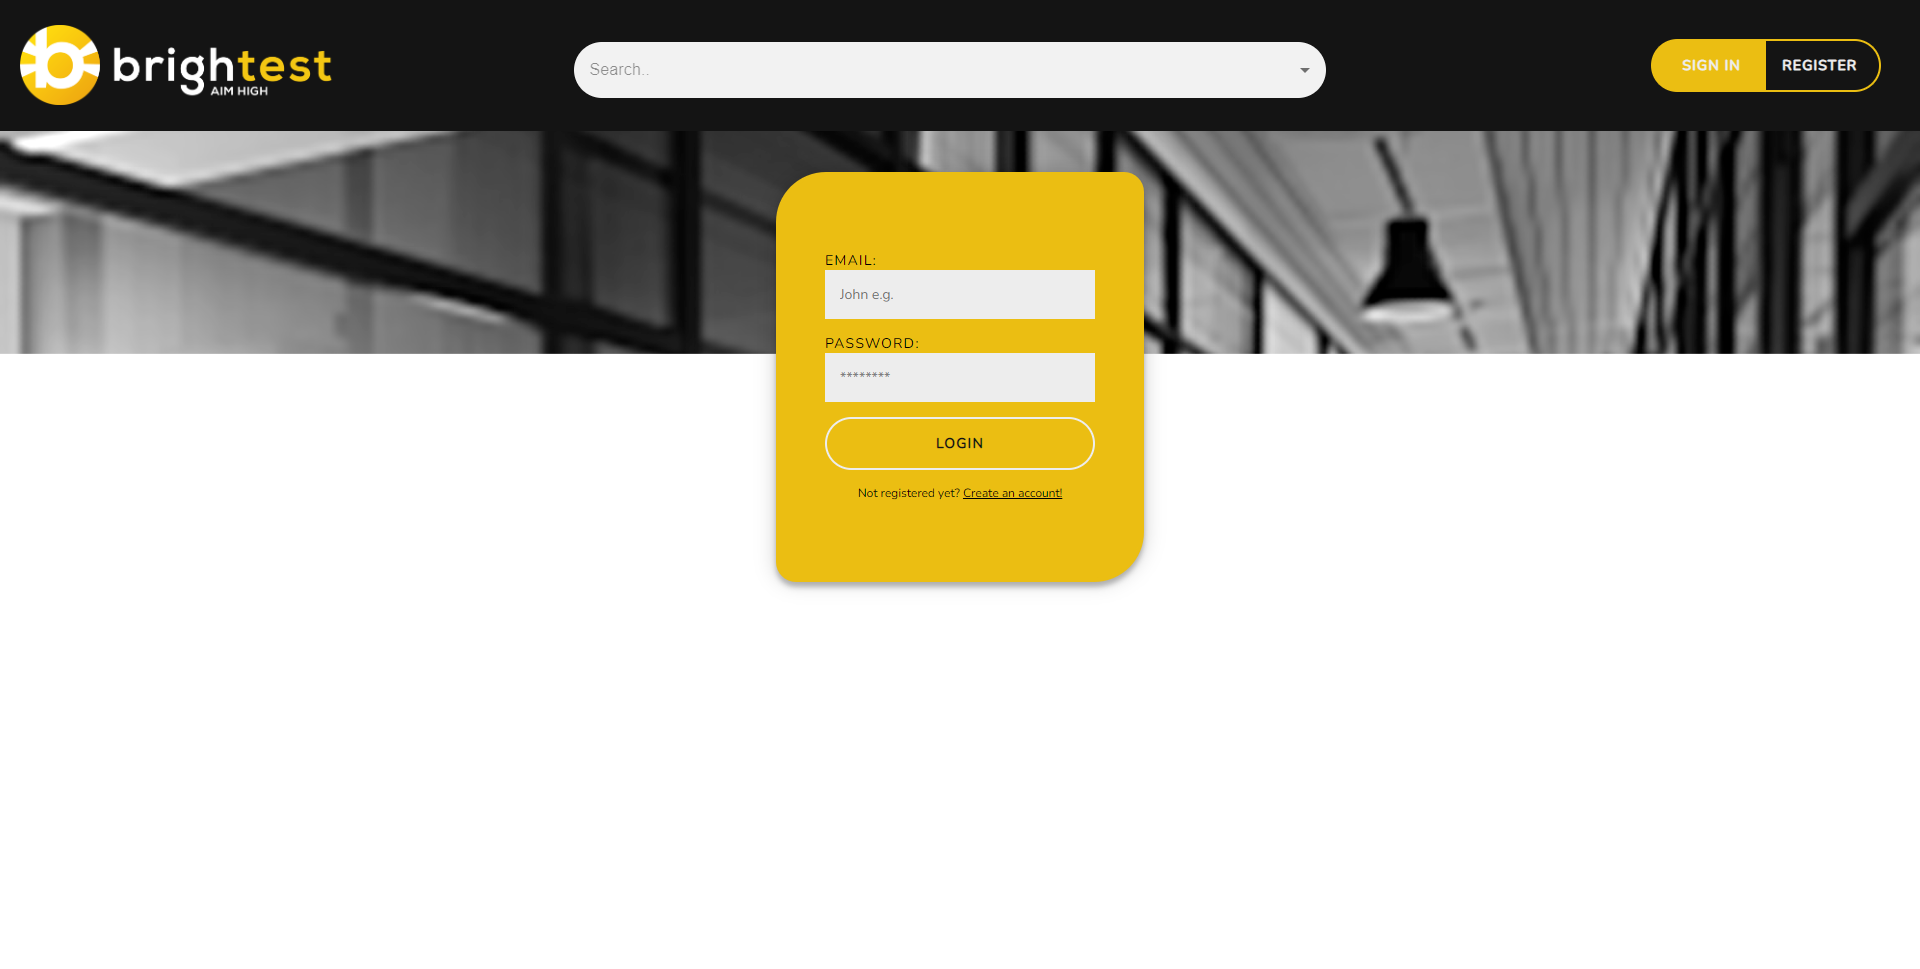 brightest
AIM HIGH
Search..
SIGN IN
REGISTER
EMAIL:
John e.g.
PASSWORD:
********
LOGIN
Not registered yet? Create an account!